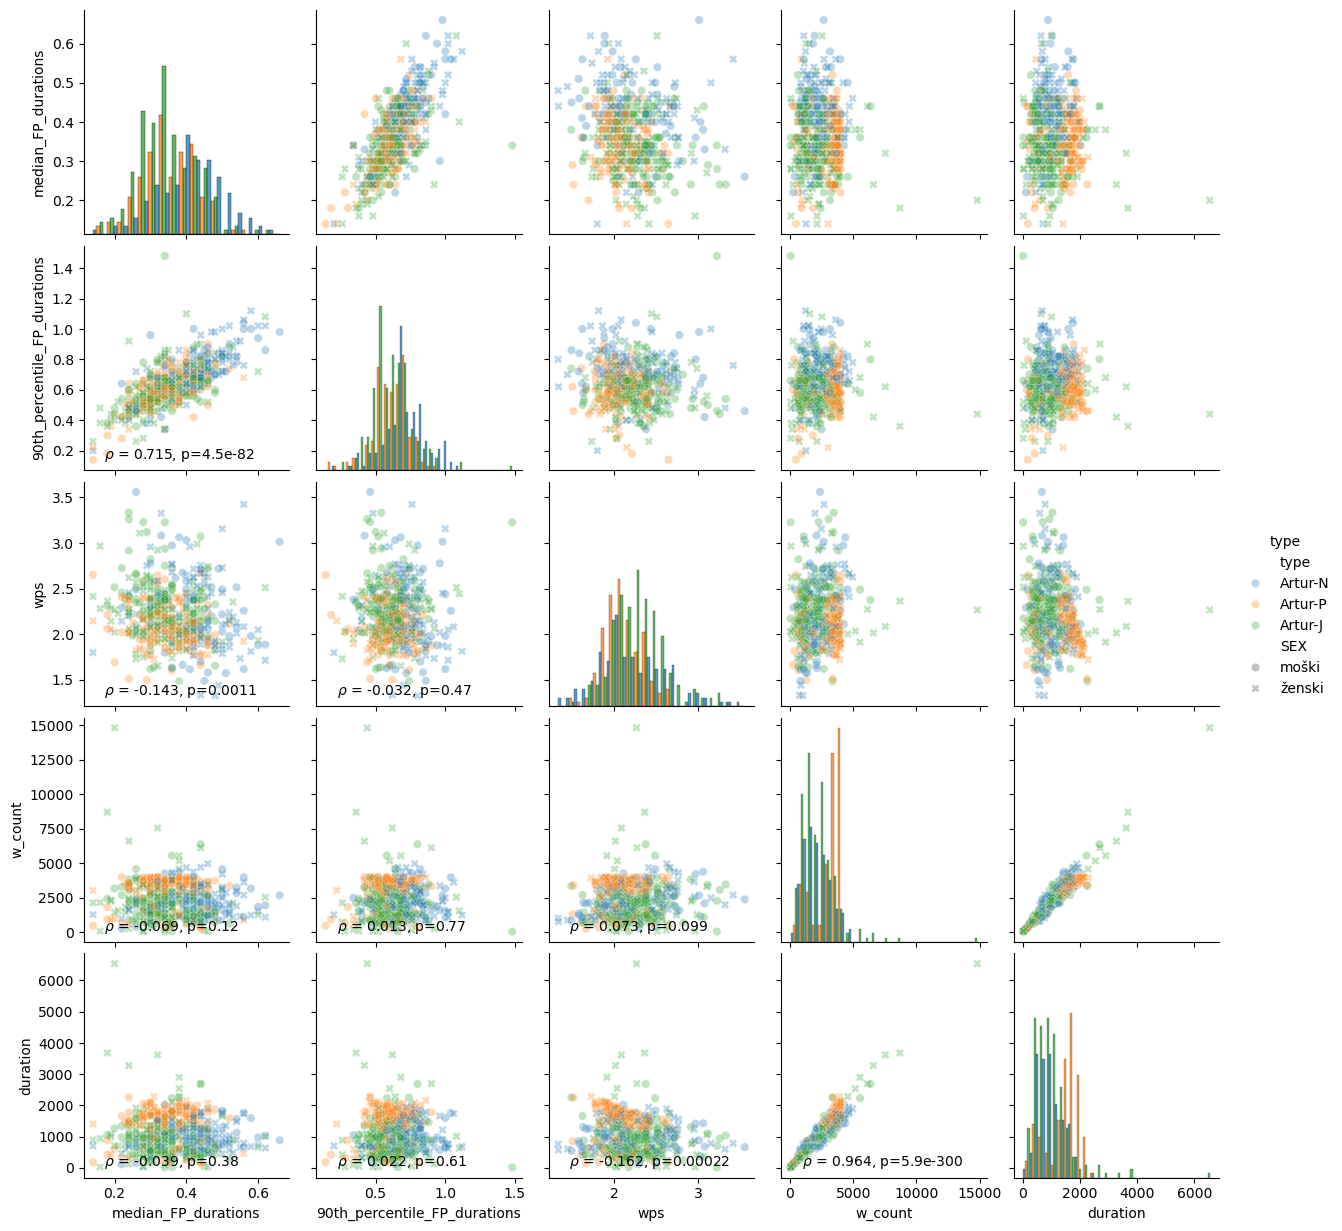 median_FP_durations
0.6
0.5
0.4
0.3
0.2
90th_percentile_FP_durations
1.4
1.2
1.0
0.8
0.6
0.4
0.2
ρ = 0.715, p=4.5e-82
wps
3.5
3.0
2.5
2.0
1.5
ρ = -0.143, p=0.0011
ρ = -0.032, p=0.47
type
type
Artur-N
Artur-P
Artur-J
SEX
moški
ženski
w_count
15000
12500
10000
7500
5000
2500
0
ρ = -0.069, p=0.12
ρ = 0.013, p=0.77
ρ = 0.073, p=0.099
duration
6000
5000
4000
3000
2000
1000
0
ρ = -0.039, p=0.38
ρ = 0.022, p=0.61
ρ = -0.162, p=0.00022
ρ = 0.964, p=5.9e-300
0.2 0.4 0.6
0.5 1.0 1.5
2 3
0 5000 10000 15000
0 2000 4000 6000
median_FP_durations
90th_percentile_FP_durations
wps
w_count
duration